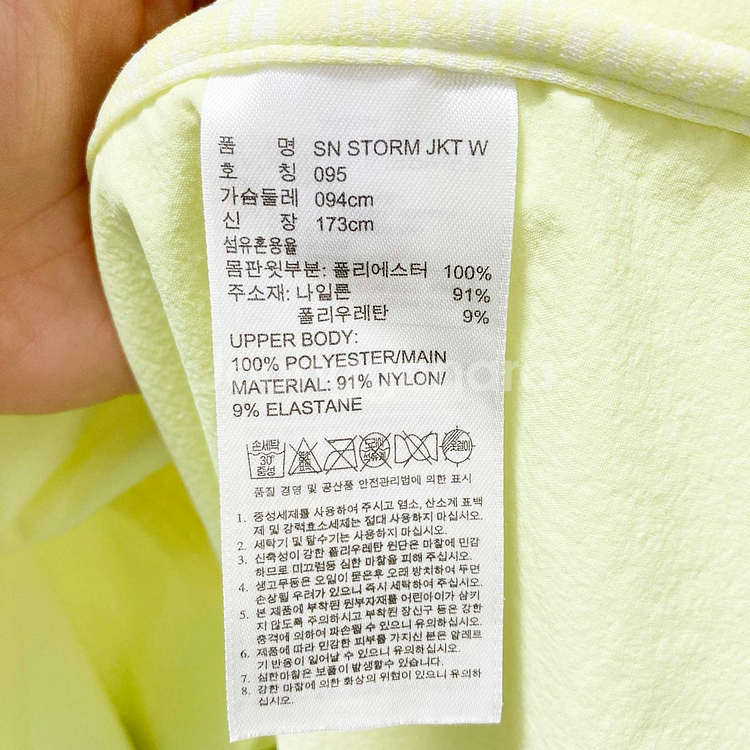 품 명 SN STORM JKT W
호 칭 095
가슴둘레 094cm
신 장 173cm
섬유혼용율
몸판윗부분: 폴리에스터 100%
주소재: 나일론 91%
폴리우레탄 9%
UPPER BODY:
100% POLYESTER/MAIN
MATERIAL: 91% NYLON/
9% ELASTANE
손세탁 30° 중성 드라이 석유계
품질 경영 및 공산품 안전관리법에 의한 표시
1. 중성세제를 사용하여 주시고 염소, 산소계 표백
제 및 강력효소세제는 절대 사용하지 마십시오.
2. 세탁기 및 탈수기는 사용하지 마십시오.
3. 신축성이 강한 폴리우레탄 원단은 마찰에 민감
하므로 미끄럼등 심한 마찰을 피해 주십시오.
4. 생고무등은 오일이 묻은후 오래 방치하여 두면
손상될 우려가 있으니 즉시 세탁하여 주십시오.
5. 본 제품에 부착된 원부자재를 어린아이가 삼키
지 않도록 주의하시고 부착된 장신구 등은 강한
충격에 의하여 파손될 수 있으니 유의하십시오.
6. 제품에 따라 민감한 피부를 가지신 분은 알레르
기 반응이 일어날 수 있으니 유의하십시오.
7. 심한마찰은 보풀이 발생할수 있습니다.
8. 강한 마찰에 의한 화상의 위험이 있으니 유의하
십시오.